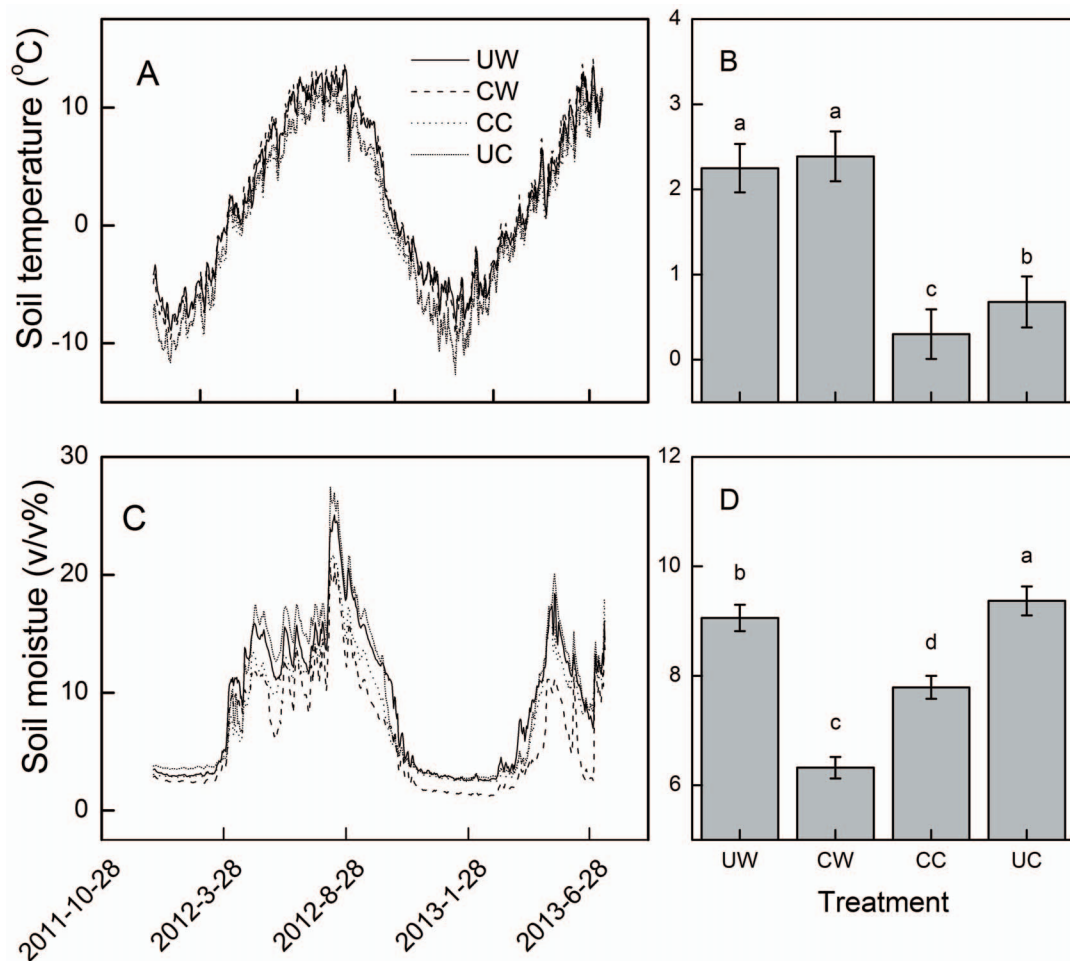 A
UW
CW
CC
UC
Soil temperature (°C)
10
0
-10
B
4
3
2
1
0
a
a
c
b
C
Soil moistue (v/v%)
30
20
10
0
2011-10-28
2012-3-28
2012-8-28
2013-1-28
2013-6-28
D
12
10
8
6
b
c
d
a
UW
CW
CC
UC
Treatment